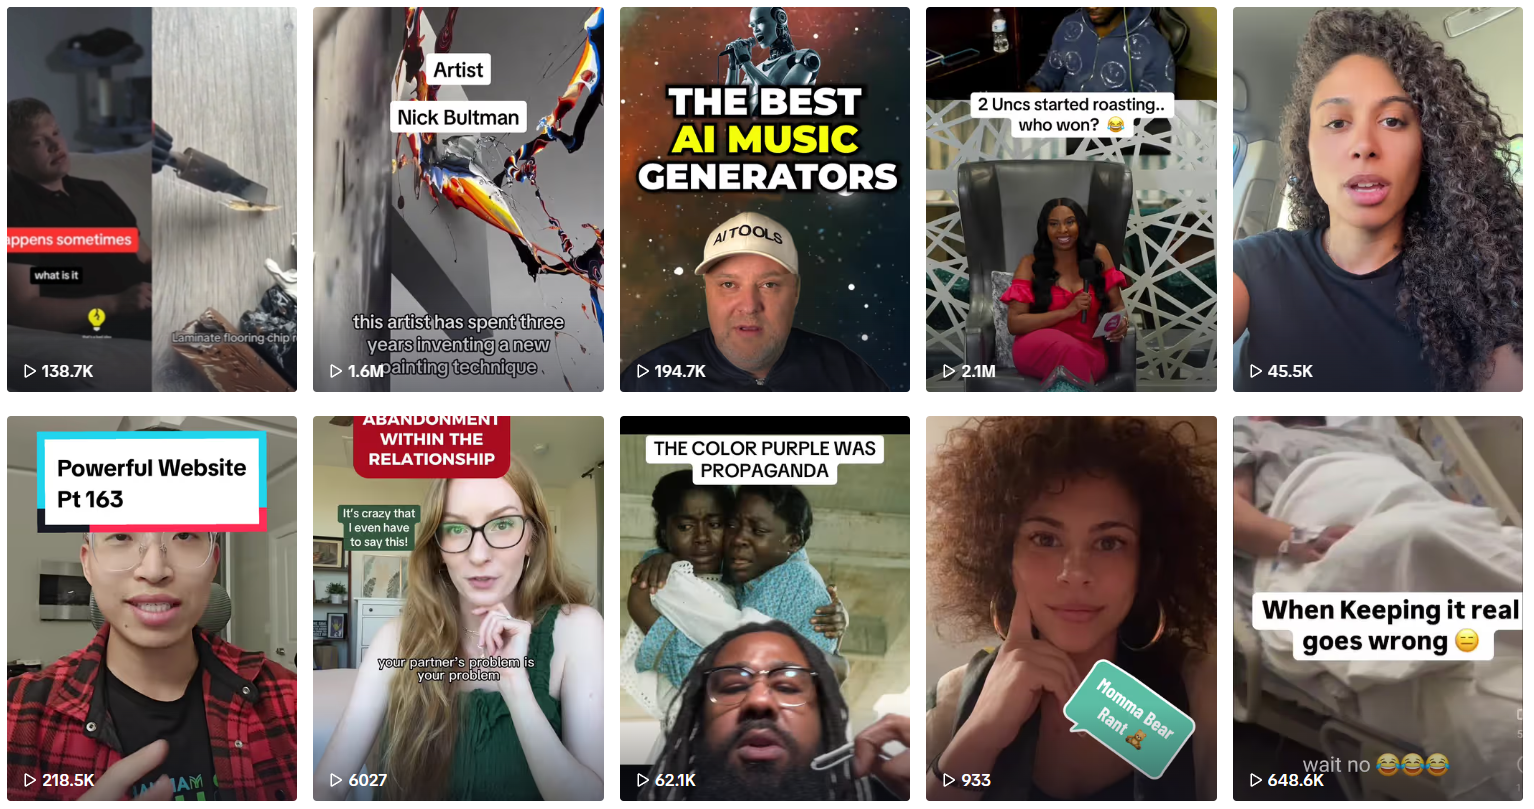 appens sometimes
what is it
Laminate flooring chip r
138.7K
Artist
Nick Bultman
this artist has spent three
years inventing a new
painting technique
1.6M
THE BEST
AI MUSIC
GENERATORS
AI TOOLS
194.7K
2 Uncs started roasting..
who won? 😂
2.1M
45.5K
Powerful Website
Pt 163
218.5K
ABANDONMENT
WITHIN THE
RELATIONSHIP
It's crazy that
I even have
to say this!
your partner's problem is
your problem
6027
THE COLOR PURPLE WAS
PROPAGANDA
62.1K
Momma Bear
Rant 🧸
933
When Keeping it real
goes wrong 😑
wait no 😂😂😂
648.6K